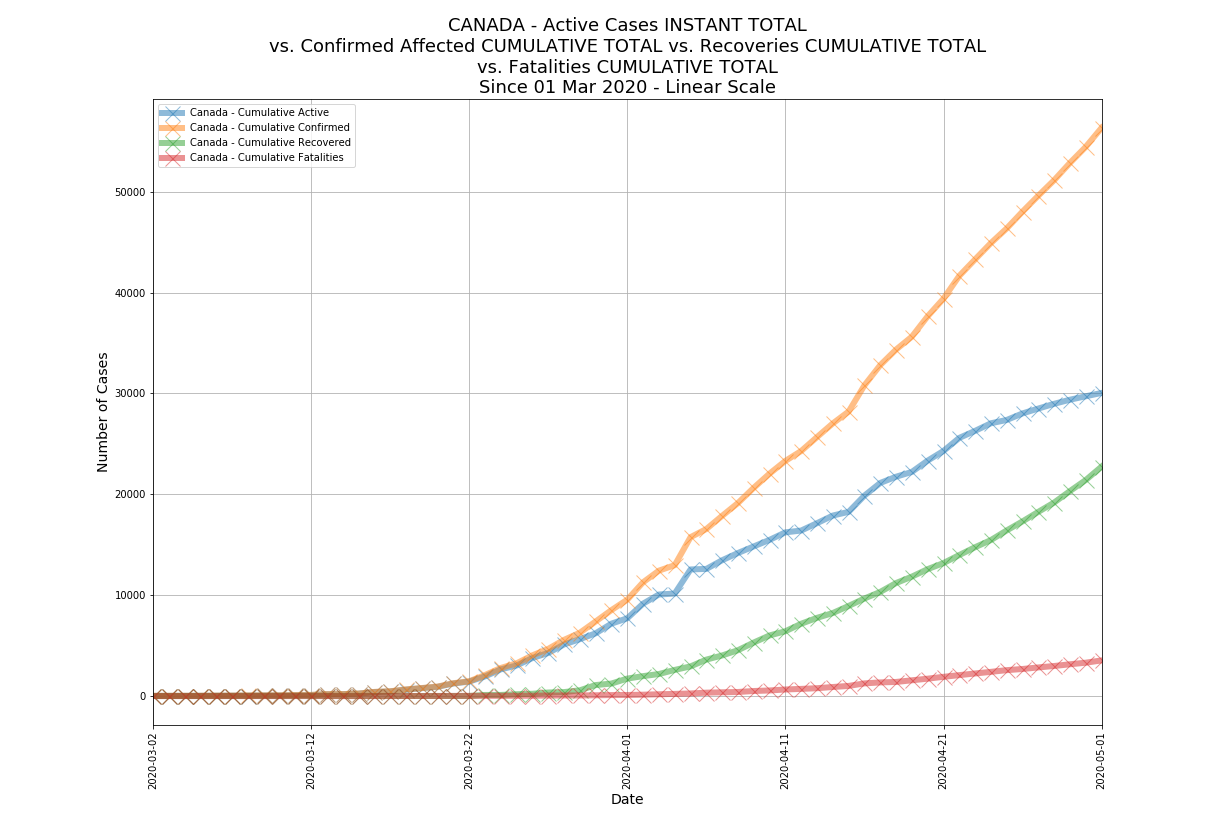 CANADA - Active Cases INSTANT TOTAL
vs. Confirmed Affected CUMULATIVE TOTAL vs. Recoveries CUMULATIVE TOTAL
vs. Fatalities CUMULATIVE TOTAL
Since 01 Mar 2020 - Linear Scale
Canada - Cumulative Active
Canada - Cumulative Confirmed
Canada - Cumulative Recovered
Canada - Cumulative Fatalities
Number of Cases
50000
40000
30000
20000
10000
0
2020-03-02
2020-03-12
2020-03-22
2020-04-01
2020-04-11
2020-04-21
2020-05-01
Date